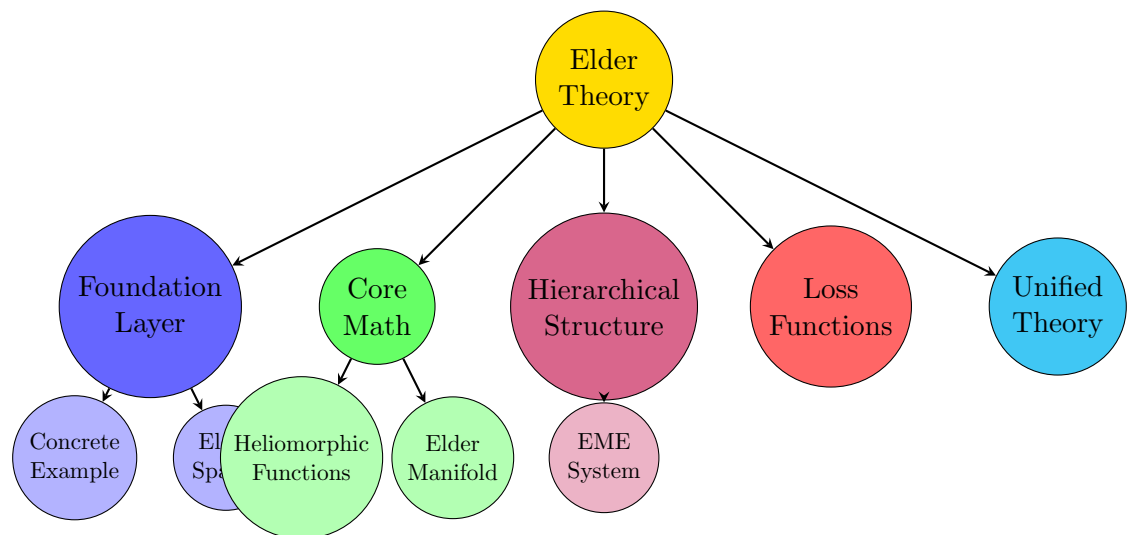 Elder
Theory
Foundation
Layer
Core
Math
Hierarchical
Structure
Loss
Functions
Unified
Theory
Concrete
Example
Heliomorphic
Functions
Elder
Manifold
EME
System